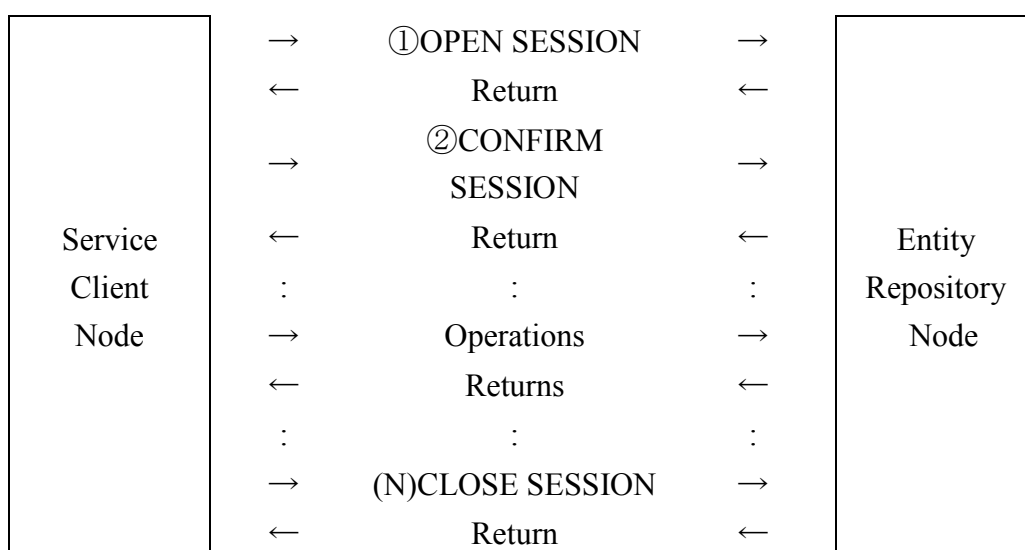 → ①OPEN SESSION →
← Return ←
→ ②CONFIRM SESSION →
Service Client Node
← Return ←
Entity Repository Node
: : :
→ Operations →
← Returns ←
: : :
→ (N)CLOSE SESSION →
← Return ←